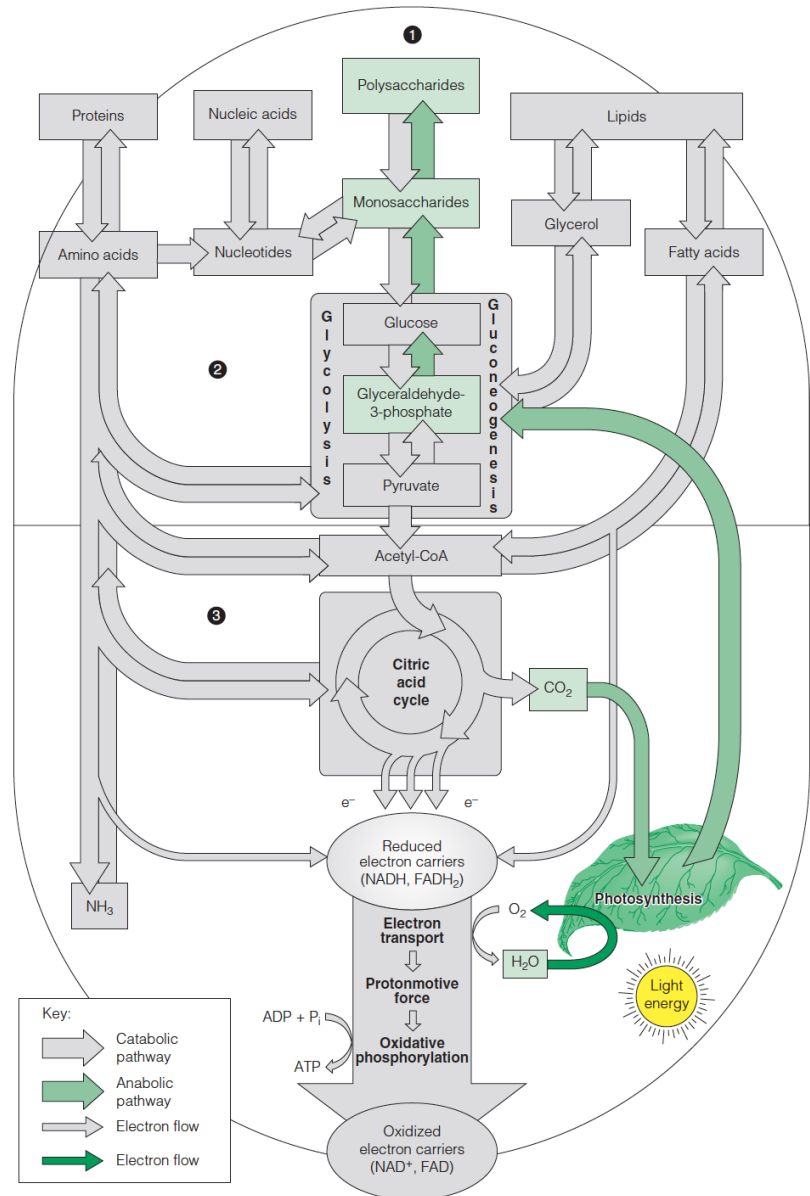 ❶
Polysaccharides
Proteins
Nucleic acids
Lipids
Monosaccharides
Glycerol
Amino acids
Nucleotides
Fatty acids
Glycolysis
Gluconeogenesis
Glucose
❷
Glyceraldehyde-
3-phosphate
Pyruvate
Acetyl-CoA
❸
Citric
acid
cycle
CO₂
e⁻
e⁻
Reduced
electron carriers
(NADH, FADH₂)
Photosynthesis
NH₃
Electron
transport
O₂
H₂O
Protonmotive
force
Light
energy
ADP + Pᵢ
Oxidative
phosphorylation
ATP
Key:
Catabolic
pathway
Anabolic
pathway
Electron flow
Electron flow
Oxidized
electron carriers
(NAD⁺, FAD)